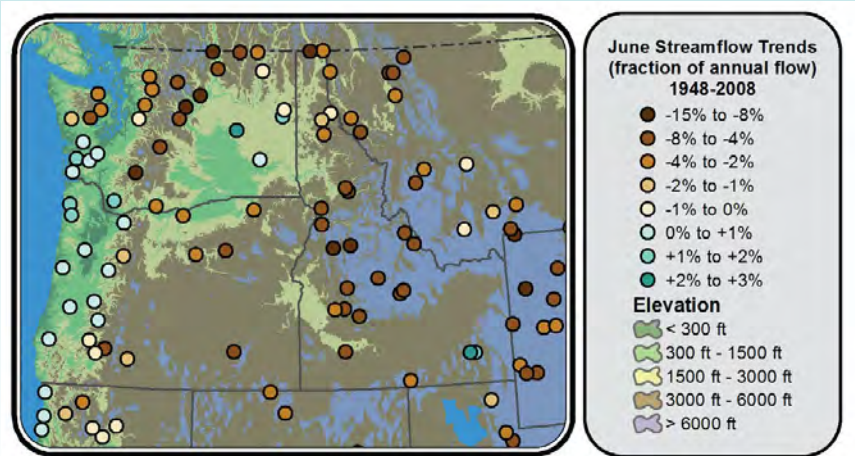 June Streamflow Trends
(fraction of annual flow)
1948-2008
-15% to -8%
-8% to -4%
-4% to -2%
-2% to -1%
-1% to 0%
0% to +1%
+1% to +2%
+2% to +3%
Elevation
< 300 ft
300 ft - 1500 ft
1500 ft - 3000 ft
3000 ft - 6000 ft
> 6000 ft